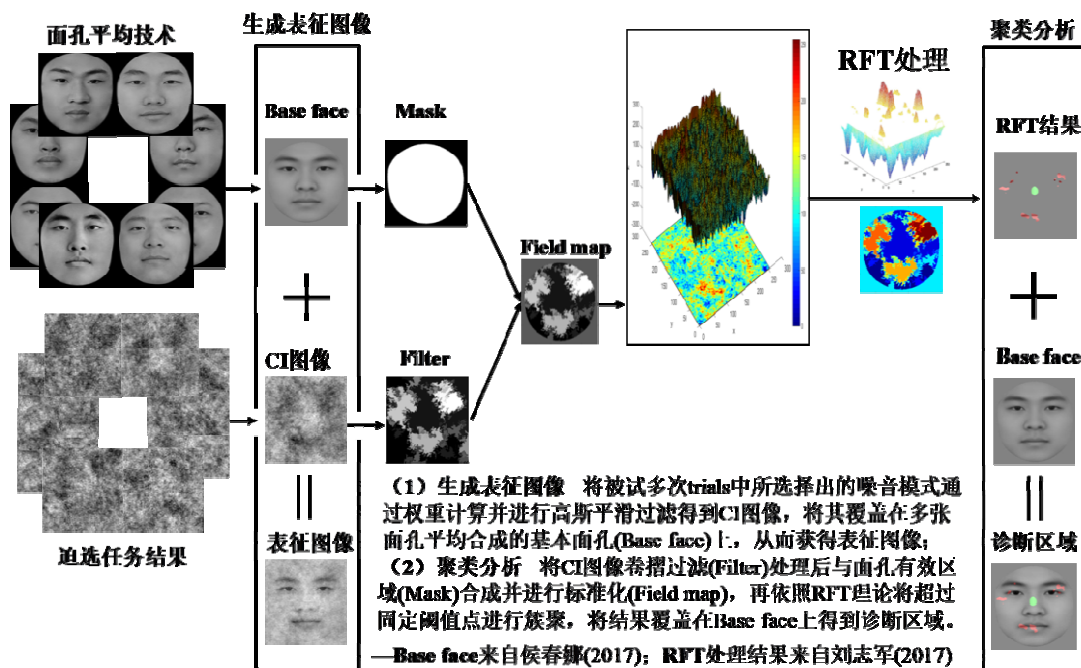 面孔平均技术
生成表征图像
聚类分析
RFT处理
Base face
Mask
RFT结果
Field map
CI图像
Filter
Base face
迫选任务结果
表征图像
诊断区域
(1)生成表征图像 将被试多次trials中所选择出的噪音模式通
过权重计算并进行高斯平滑过滤得到CI图像，将其覆盖在多张
面孔平均合成的基本面孔(Base face)上，从而获得表征图像；
(2)聚类分析 将CI图像卷摺过滤(Filter)处理后与面孔有效区
域(Mask)合成并进行标准化(Field map)，再依照RFT理论将超过
固定阈值点进行簇聚，将结果覆盖在Base face上得到诊断区域。
—Base face来自侯春娜(2017)；RFT处理结果来自刘志军(2017)